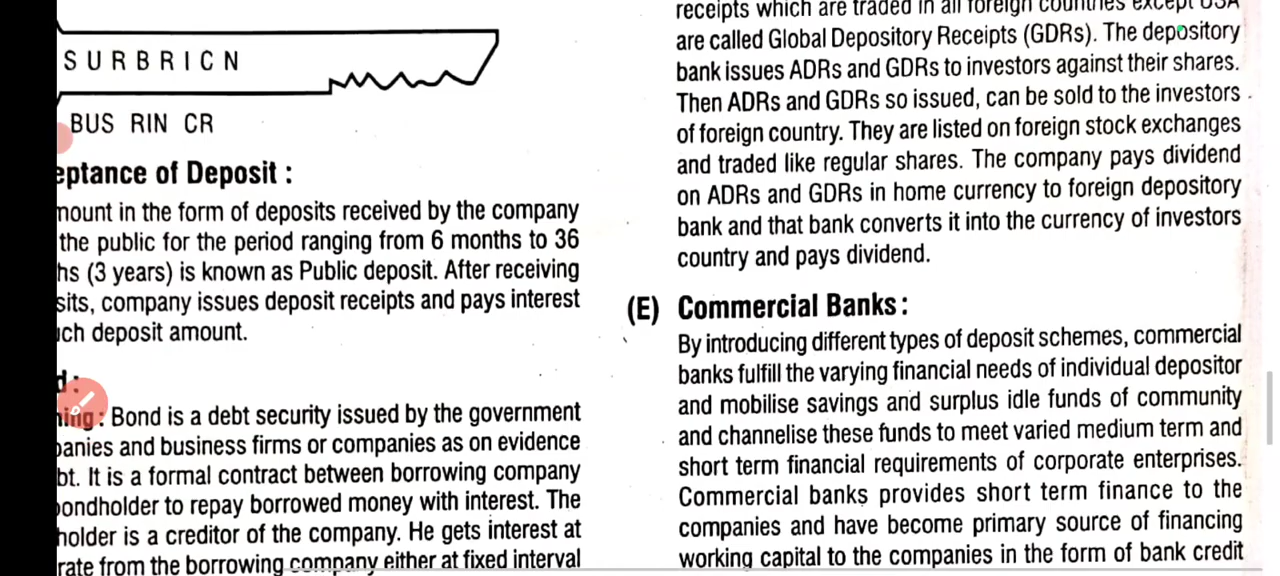 SURBRICN
BUS RIN CR
eptance of Deposit :
mount in the form of deposits received by the company
the public for the period ranging from 6 months to 36
hs (3 years) is known as Public deposit. After receiving
sits, company issues deposit receipts and pays interest
uch deposit amount.
d:
ning: Bond is a debt security issued by the government
panies and business firms or companies as on evidence
bt. It is a formal contract between borrowing company
bondholder to repay borrowed money with interest. The
holder is a creditor of the company. He gets interest at
rate from the borrowing company either at fixed interval
receipts which are traded in all foreign countries except USA
are called Global Depository Receipts (GDRs). The depository
bank issues ADRs and GDRs to investors against their shares.
Then ADRs and GDRs so issued, can be sold to the investors
of foreign country. They are listed on foreign stock exchanges
and traded like regular shares. The company pays dividend
on ADRs and GDRs in home currency to foreign depository
bank and that bank converts it into the currency of investors
country and pays dividend.
(E) Commercial Banks :
By introducing different types of deposit schemes, commercial
banks fulfill the varying financial needs of individual depositor
and mobilise savings and surplus idle funds of community
and channelise these funds to meet varied medium term and
short term financial requirements of corporate enterprises.
Commercial banks provides short term finance to the
companies and have become primary source of financing
working capital to the companies in the form of bank credit